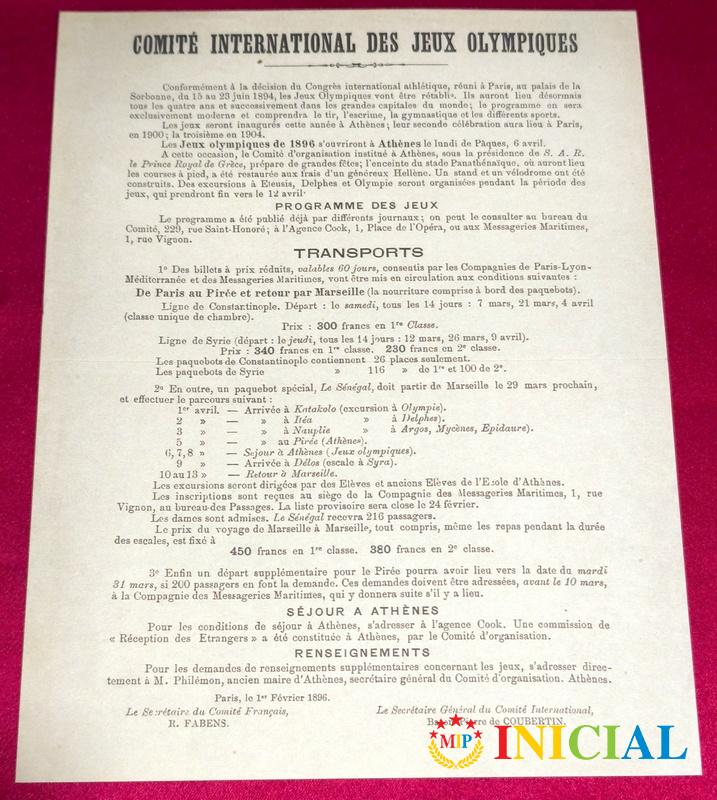 COMITÉ INTERNATIONAL DES JEUX OLYMPIQUES
Conformément à la décision du Congrès international athlétique, réuni à Paris, au palais de la
Sorbonne, du 15 au 23 juin 1894, les Jeux Olympiques vont être rétablis. Ils auront lieu désormais
tous les quatre ans et successivement dans les grandes capitales du monde; le programme en sera
exclusivement moderne et comprendra le tir, l'escrime, la gymnastique et les différents sports.
Les jeux seront inaugurés cette année à Athènes; leur seconde célébration aura lieu à Paris,
en 1900; la troisième en 1904.
Les Jeux olympiques de 1896 s'ouvriront à Athènes le lundi de Pâques, 6 avril.
A cette occasion, le Comité d'organisation institué à Athènes, sous la présidence de S. A. R.
le Prince Royal de Grèce, prépare de grandes fêtes; l'enceinte du stade Panathénaïque, où auront lieu
les courses à pied, a été restaurée aux frais d'un généreux Hellène. Un stand et un vélodrome ont été
construits. Des excursions à Eleusis, Delphes et Olympie seront organisées pendant la période des
jeux, qui prendront fin vers le 12 avril.
PROGRAMME DES JEUX
Le programme a été publié déjà par différents journaux; on peut le consulter au bureau du
Comité, 229, rue Saint-Honoré; à l'Agence Cook, 1, Place de l'Opéra, ou aux Messageries Maritimes,
1, rue Vignon.
TRANSPORTS
1° Des billets à prix réduits, valables 60 jours, consentis par les Compagnies de Paris-Lyon-
Méditerranée et des Messageries Maritimes, vont être mis en circulation aux conditions suivantes :
De Paris au Pirée et retour par Marseille (la nourriture comprise à bord des paquebots).
Ligne de Constantinople. Départ : le samedi, tous les 14 jours : 7 mars, 21 mars, 4 avril
(classe unique de chambre).
Prix : 300 francs en 1re Classe.
Ligne de Syrie (départ : le jeudi, tous les 14 jours : 12 mars, 26 mars, 9 avril).
Prix : 340 francs en 1re classe. 230 francs en 2e classe.
Les paquebots de Constantinople contiennent 26 places seulement.
Les paquebots de Syrie » 116 » de 1re et 100 de 2e.
2° En outre, un paquebot spécial, Le Sénégal, doit partir de Marseille le 29 mars prochain,
et effectuer le parcours suivant :
1er avril. — Arrivée à Katakolo (excursion à Olympie).
2 » — » à Itéa » à Delphes).
3 » — » à Nauplie » à Argos, Mycènes, Epidaure).
5 » — » au Pirée (Athènes).
6, 7, 8 » — Séjour à Athènes (Jeux olympiques).
9 » — Arrivée à Délos (escale à Syra).
10 au 13 » — Retour à Marseille.
Les excursions seront dirigées par des Elèves et anciens Elèves de l'Ecole d'Athènes.
Les inscriptions sont reçues au siège de la Compagnie des Messageries Maritimes, 1, rue
Vignon, au bureau des Passages. La liste provisoire sera close le 24 février.
Les dames sont admises. Le Sénégal recevra 216 passagers.
Le prix du voyage de Marseille à Marseille, tout compris, même les repas pendant la durée
des escales, est fixé à
450 francs en 1re classe. 380 francs en 2e classe.
3° Enfin un départ supplémentaire pour le Pirée pourra avoir lieu vers la date du mardi
31 mars, si 200 passagers en font la demande. Ces demandes doivent être adressées, avant le 10 mars,
à la Compagnie des Messageries Maritimes, qui y donnera suite s'il y a lieu.
SÉJOUR A ATHÈNES
Pour les conditions de séjour à Athènes, s'adresser à l'agence Cook. Une commission de
« Réception des Etrangers » a été constituée à Athènes, par le Comité d'organisation.
RENSEIGNEMENTS
Pour les demandes de renseignements supplémentaires concernant les jeux, s'adresser direc-
tement à M. Philémon, ancien maire d'Athènes, secrétaire général du Comité d'organisation. Athènes.
Paris, le 1er Février 1896.
Le Secrétaire du Comité Français,
R. FABENS.
Le Secrétaire Général du Comité International,
Baron Pierre de COUBERTIN.
MIP INICIAL